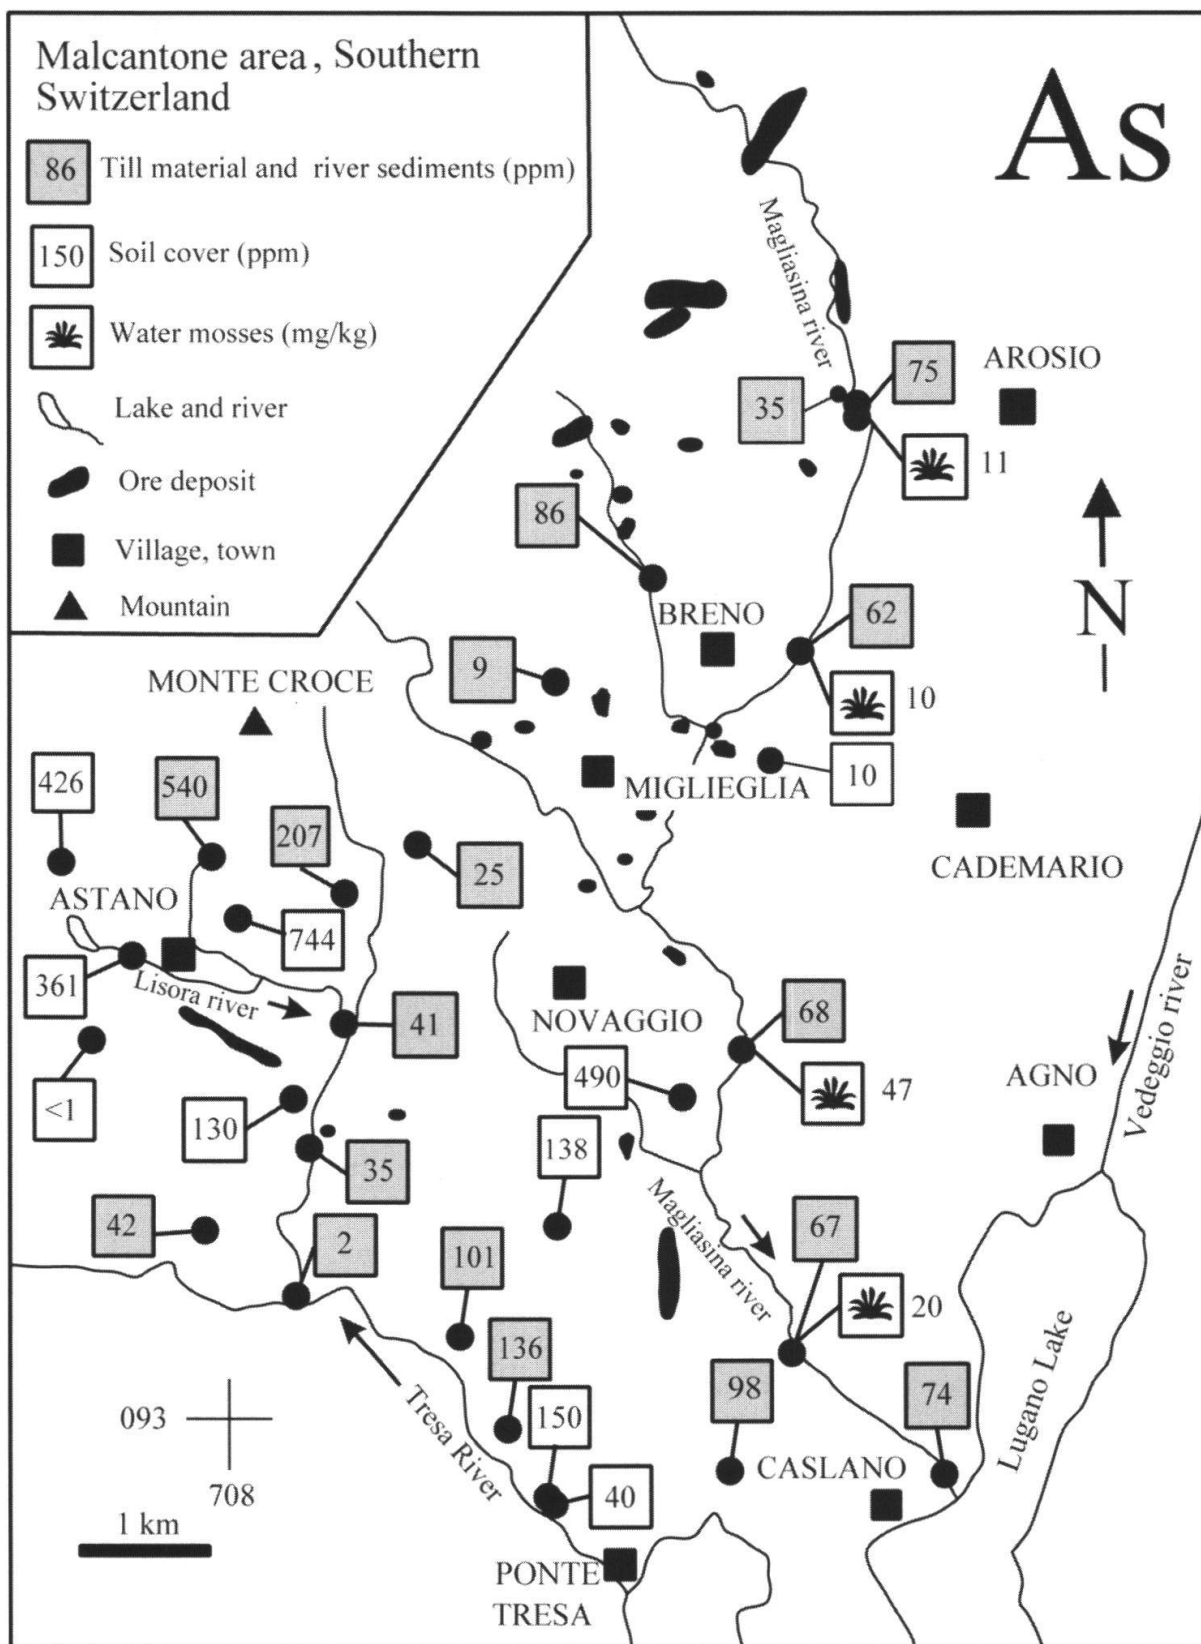 Malcantone area, Southern
Switzerland
As
86 Till material and river sediments (ppm)
150 Soil cover (ppm)
Water mosses (mg/kg)
Lake and river
Ore deposit
Village, town
Mountain
Magliasina river
75
AROSIO
35
11
86
N
BRENO
62
9
MONTE CROCE
10
426
540
MIGLIEGLIA
10
207
25
CADEMARIO
ASTANO
744
361
Lisora river
41
NOVAGGIO
68
Vedeggio river
490
47
AGNO
<1
130
138
35
42
2
101
Magliasina river
67
20
136
98
74
Lugano Lake
093
150
Tresa River
CASLANO
708
40
1 km
PONTE
TRESA